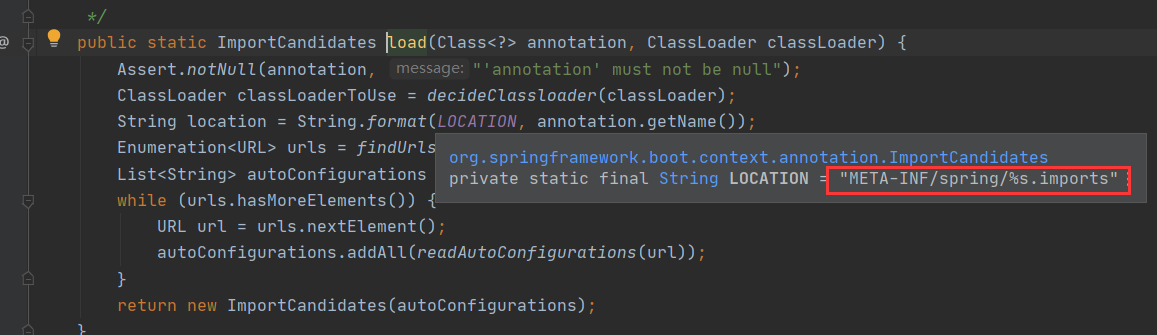 */
@ public static ImportCandidates load(Class<?> annotation, ClassLoader classLoader) {
Assert.notNull(annotation, message: "'annotation' must not be null");
ClassLoader classLoaderToUse = decideClassloader(classLoader);
String location = String.format(LOCATION, annotation.getName());
Enumeration<URL> urls = findUrls
org.springframework.boot.context.annotation.ImportCandidates
private static final String LOCATION = "META-INF/spring/%s.imports"
List<String> autoConfigurations
while (urls.hasMoreElements()) {
URL url = urls.nextElement();
autoConfigurations.addAll(readAutoConfigurations(url));
}
return new ImportCandidates(autoConfigurations);
}